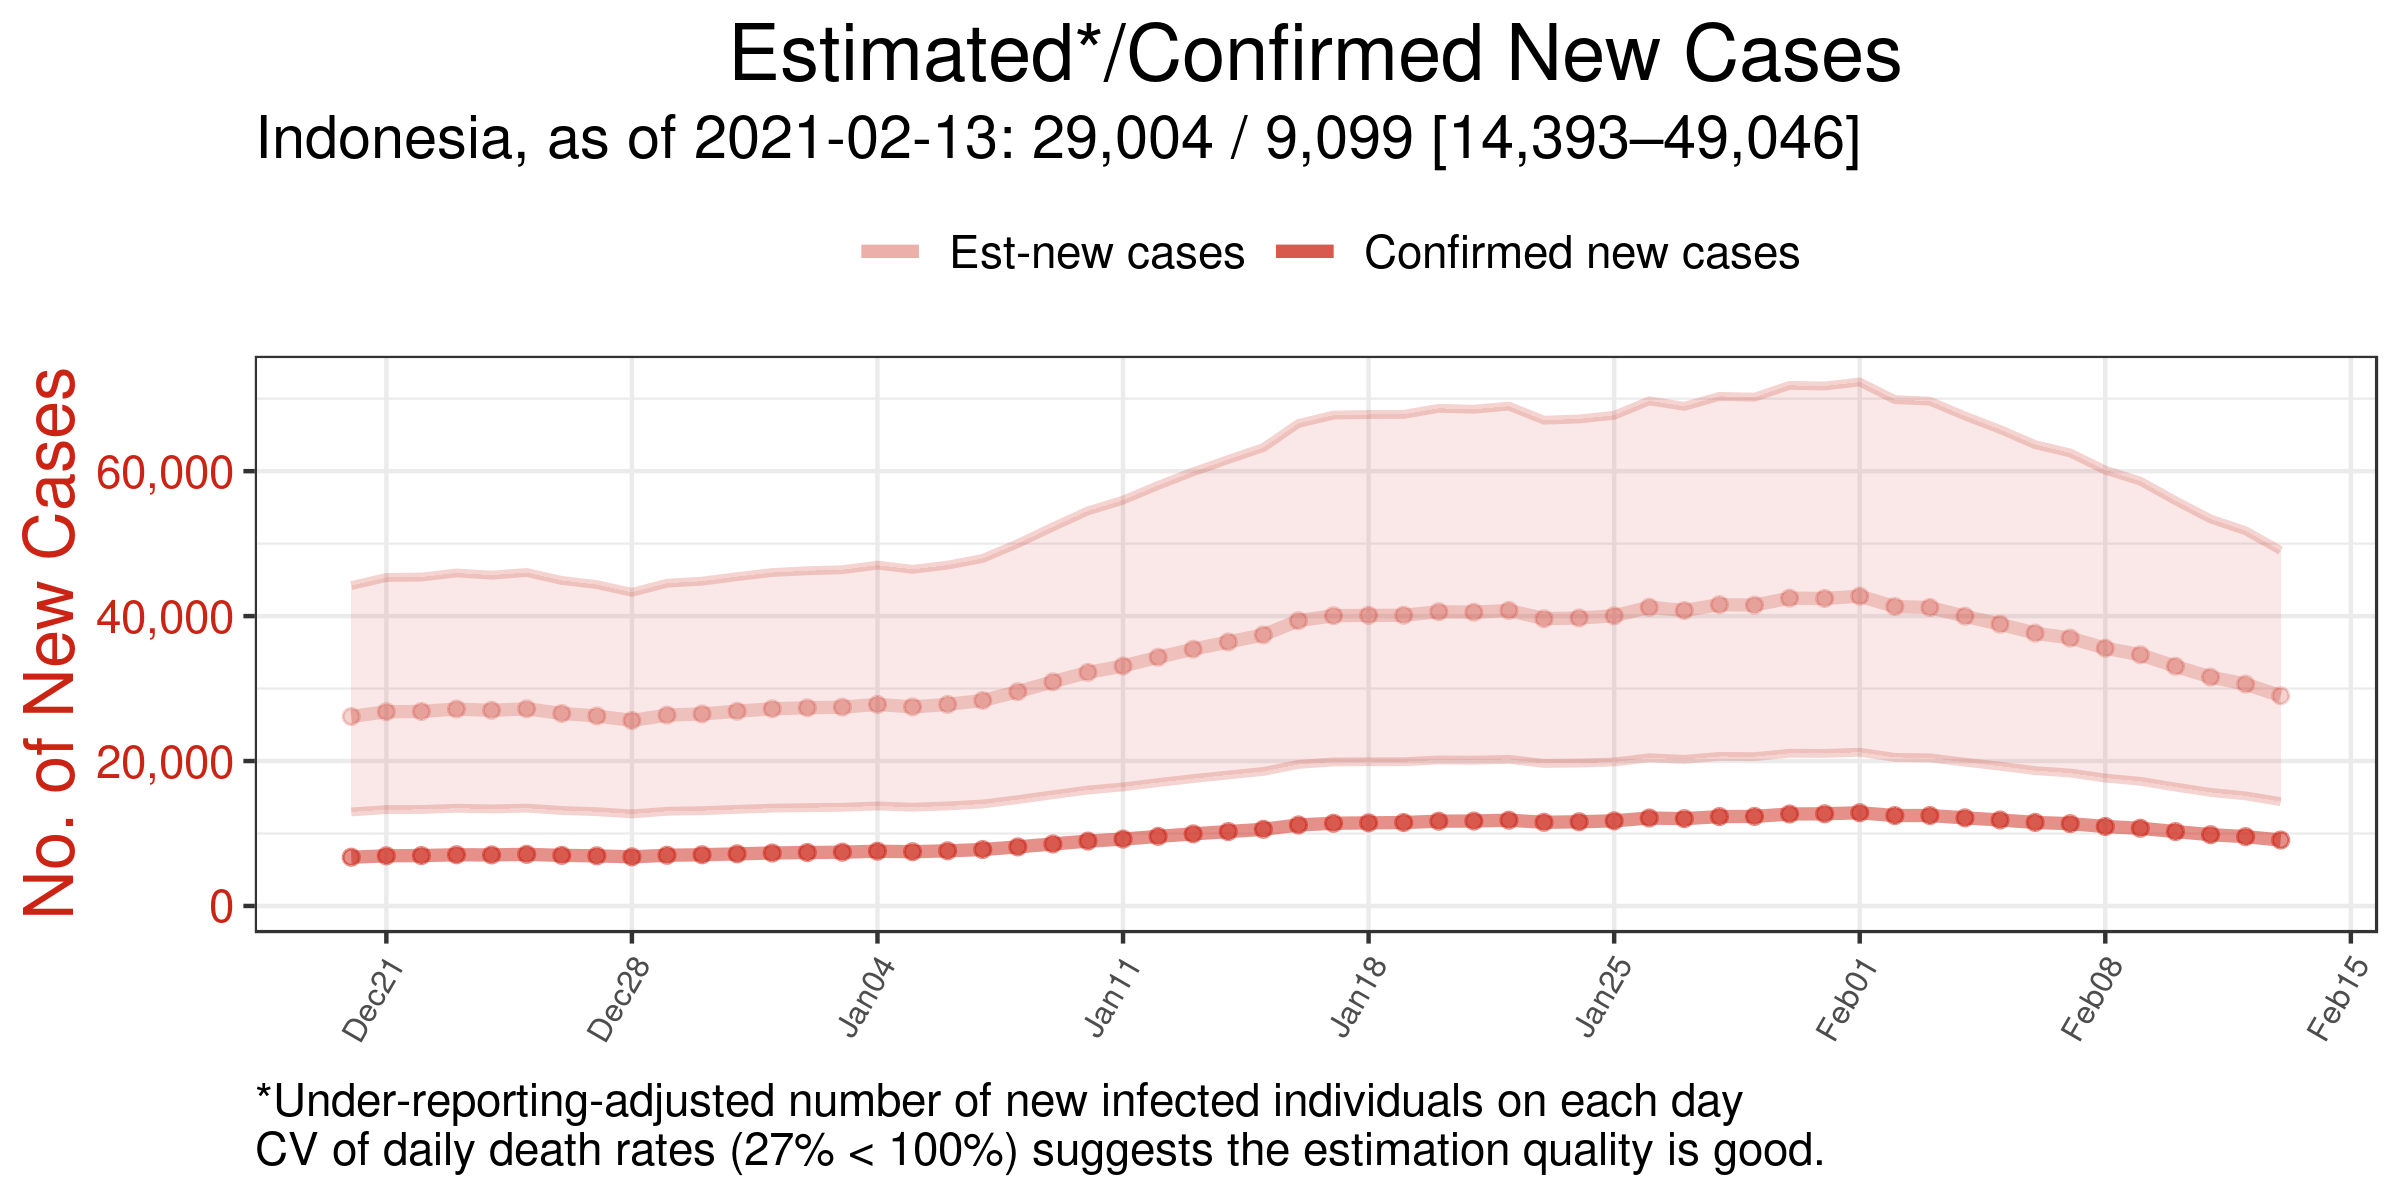 Estimated*/Confirmed New Cases
Indonesia, as of 2021-02-13: 29,004 / 9,099 [14,393–49,046]
Est-new cases
Confirmed new cases
No. of New Cases
60,000
40,000
20,000
0
Dec21
Dec28
Jan04
Jan11
Jan18
Jan25
Feb01
Feb08
Feb15
*Under-reporting-adjusted number of new infected individuals on each day
CV of daily death rates (27% < 100%) suggests the estimation quality is good.